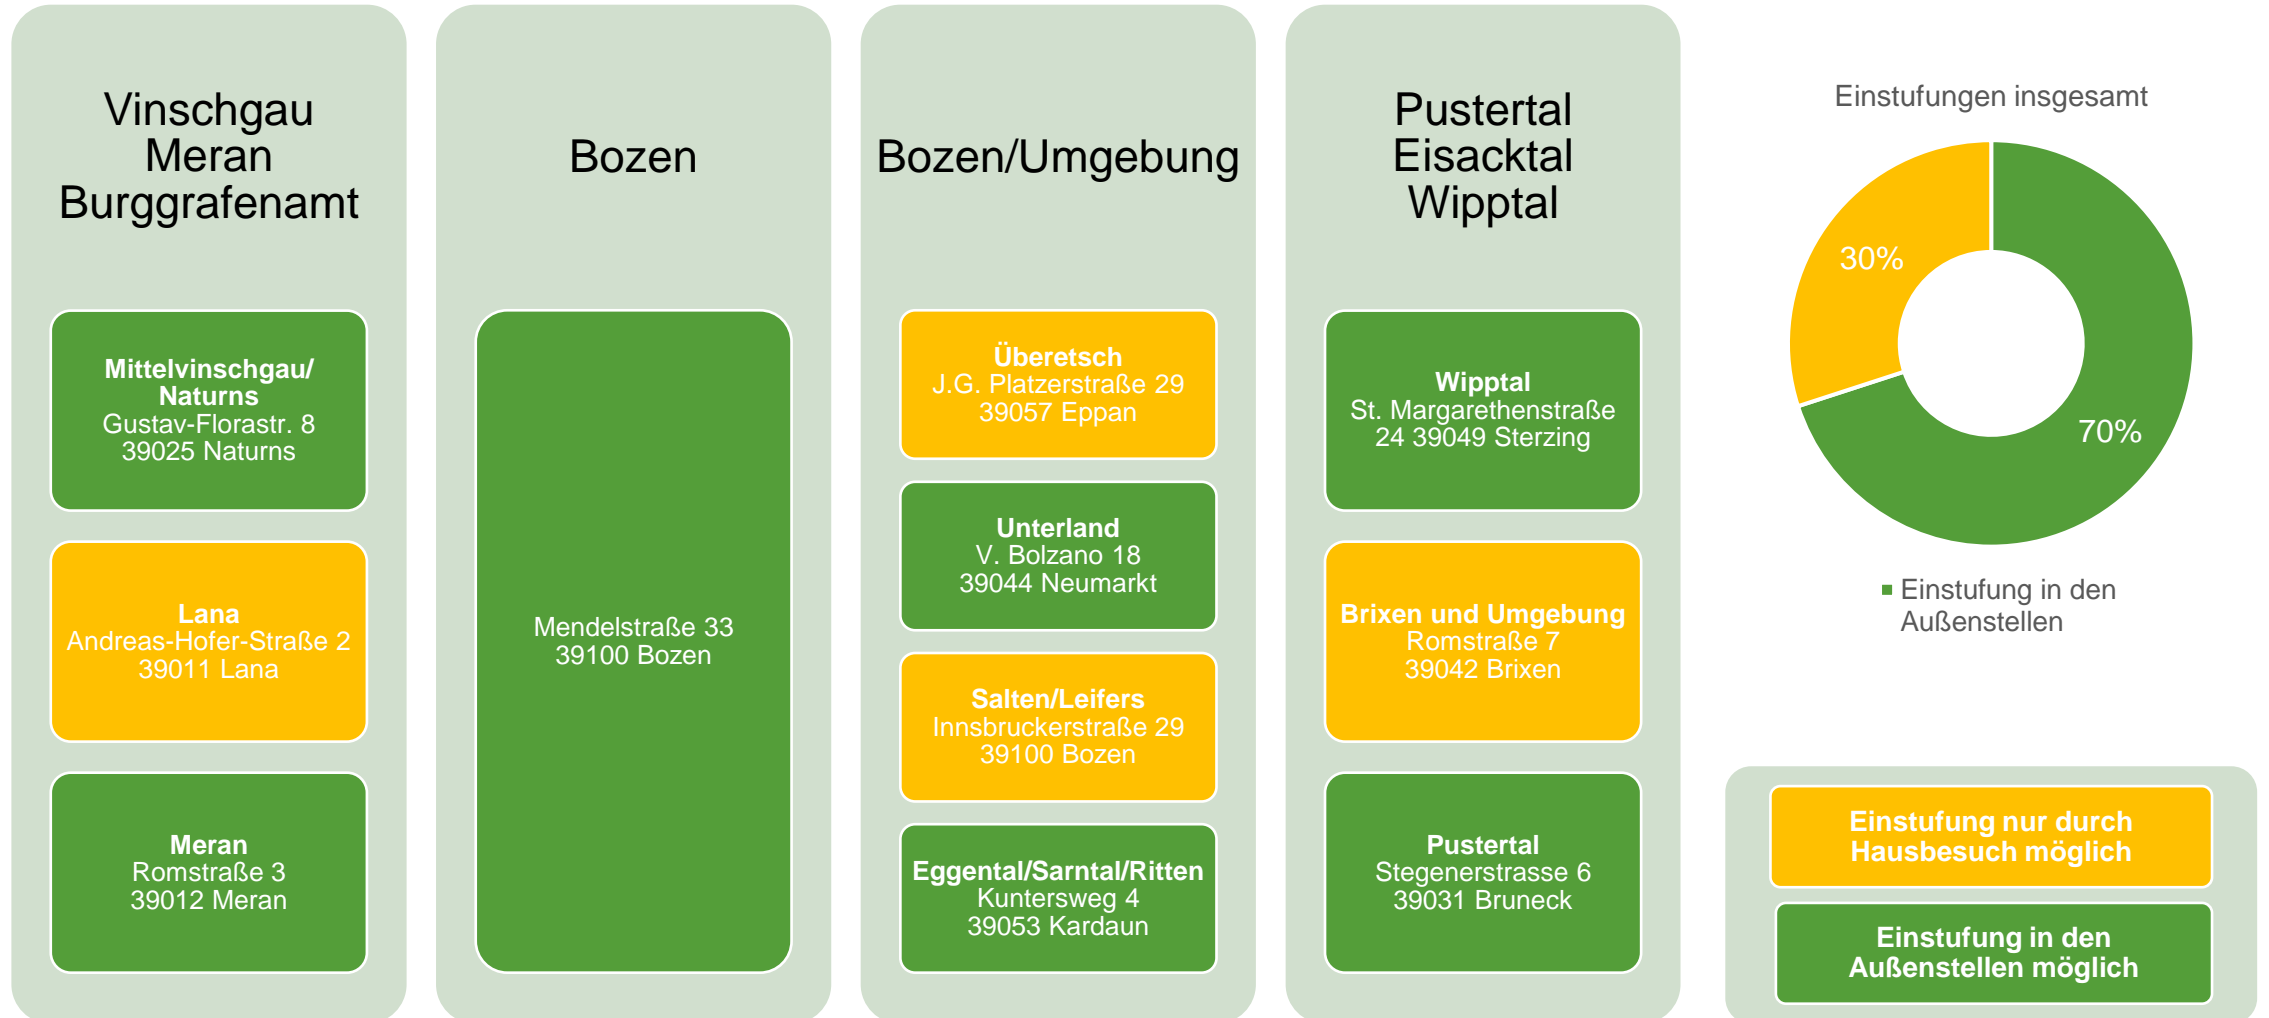 Vinschgau
Meran
Burggrafenamt
Mittelvinschgau/
Naturns
Gustav-Florastr. 8
39025 Naturns
Lana
Andreas-Hofer-Straße 2
39011 Lana
Meran
Romstraße 3
39012 Meran
Bozen
Mendelstraße 33
39100 Bozen
Bozen/Umgebung
Überetsch
J.G. Platzerstraße 29
39057 Eppan
Unterland
V. Bolzano 18
39044 Neumarkt
Salten/Leifers
Innsbruckerstraße 29
39100 Bozen
Eggental/Sarntal/Ritten
Kuntersweg 4
39053 Kardaun
Pustertal
Eisacktal
Wipptal
Wipptal
St. Margarethenstraße
24 39049 Sterzing
Brixen und Umgebung
Romstraße 7
39042 Brixen
Pustertal
Stegenerstrasse 6
39031 Bruneck
Einstufungen insgesamt
30%
70%
Einstufung in den
Außenstellen
Einstufung nur durch
Hausbesuch möglich
Einstufung in den
Außenstellen möglich